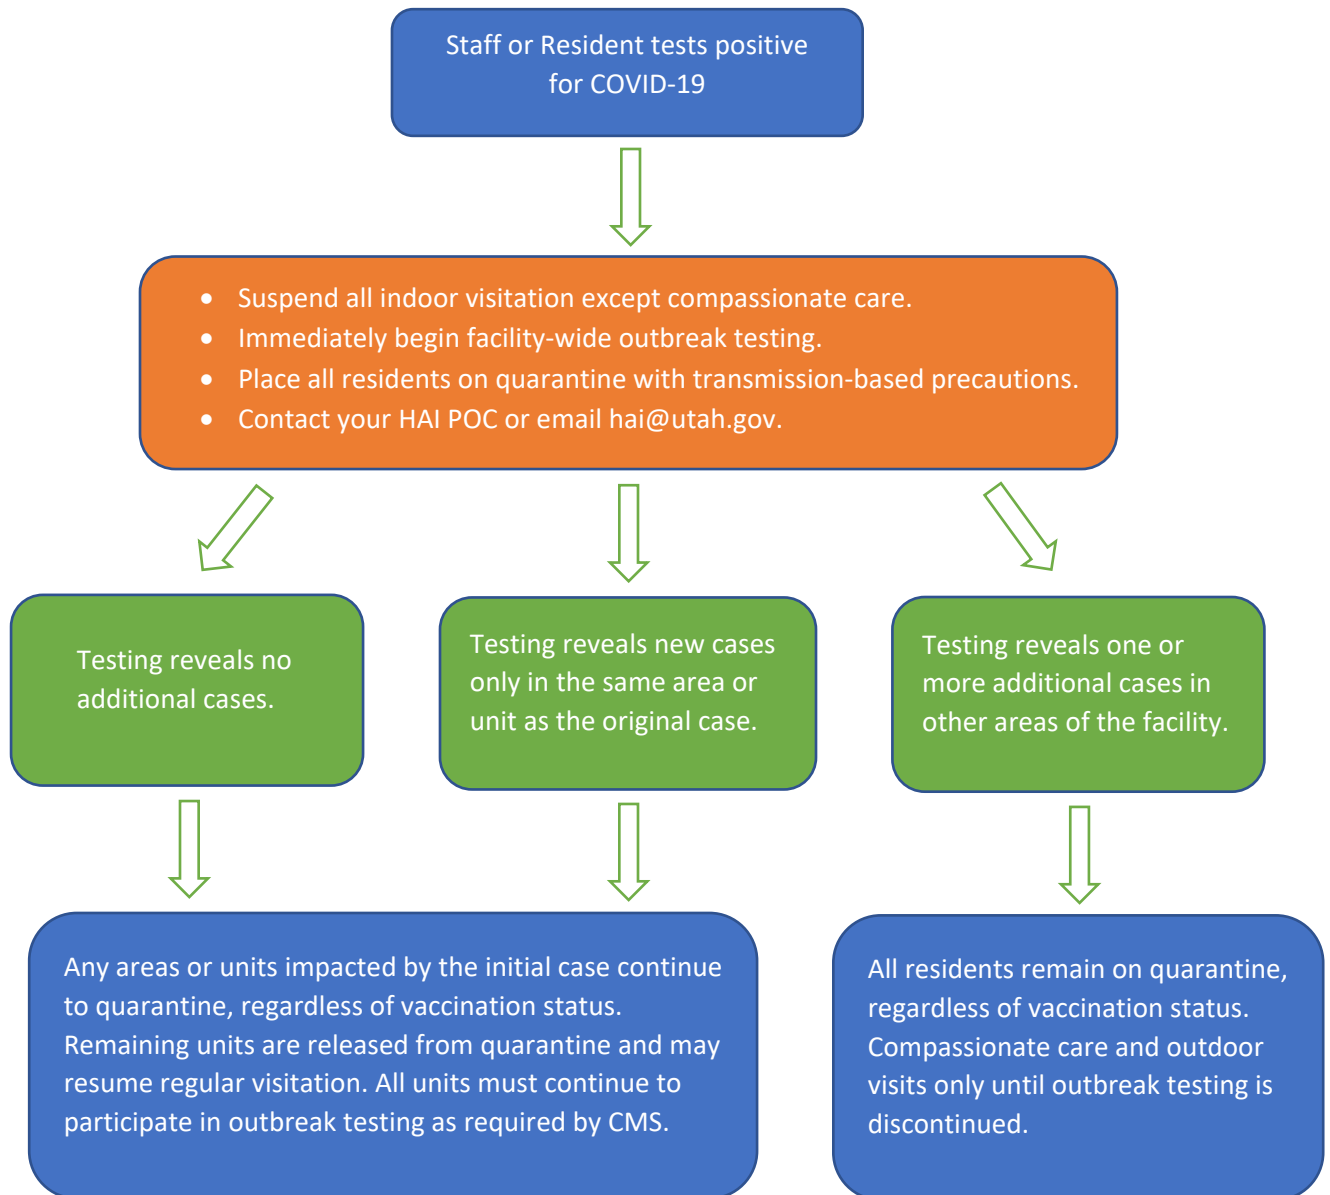 Staff or Resident tests positive
for COVID-19
• Suspend all indoor visitation except compassionate care.
• Immediately begin facility-wide outbreak testing.
• Place all residents on quarantine with transmission-based precautions.
• Contact your HAI POC or email hai@utah.gov.
Testing reveals no
additional cases.
Testing reveals new cases
only in the same area or
unit as the original case.
Testing reveals one or
more additional cases in
other areas of the facility.
Any areas or units impacted by the initial case continue
to quarantine, regardless of vaccination status.
Remaining units are released from quarantine and may
resume regular visitation. All units must continue to
participate in outbreak testing as required by CMS.
All residents remain on quarantine,
regardless of vaccination status.
Compassionate care and outdoor
visits only until outbreak testing is
discontinued.